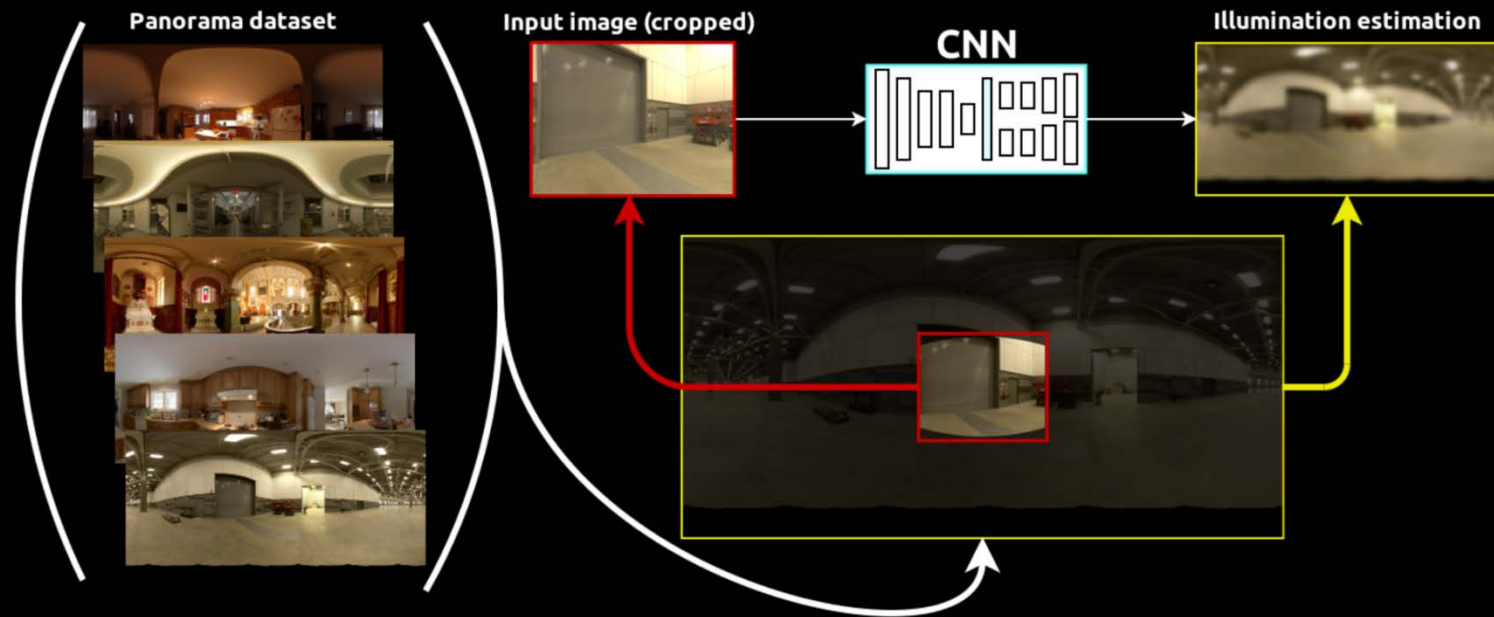 Panorama dataset
Input image (cropped)
CNN
Illumination estimation